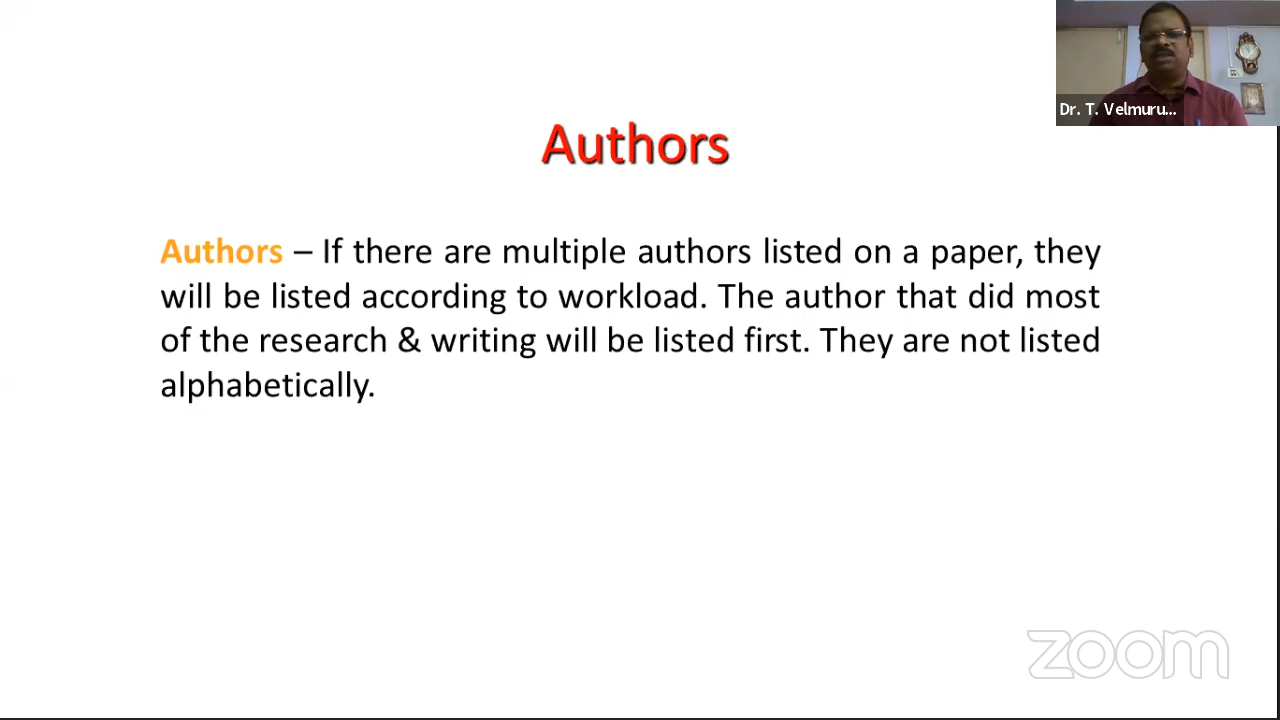 Dr. T. Velmuru...
Authors
Authors – If there are multiple authors listed on a paper, they
will be listed according to workload. The author that did most
of the research & writing will be listed first. They are not listed
alphabetically.
zoom